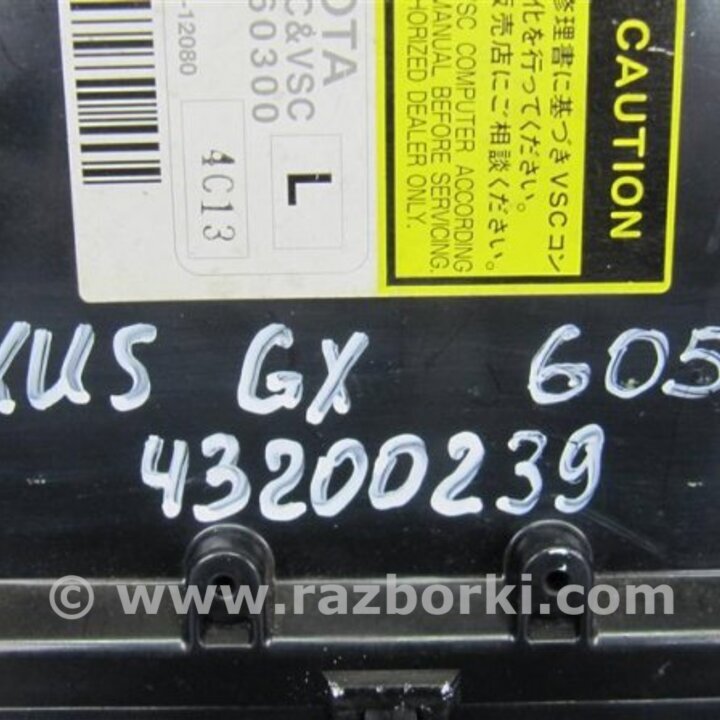 OTA
C&VSC
60300
-12080
L
4C13
CAUTION
修理書に基づきVSCコン
化を行ってください。
販売店にご相談ください。
VSC COMPUTER ACCORDING
MANUAL BEFORE SERVICING.
HORIZED DEALER ONLY.
XUS GX 605
43200239
© www.razborki.com